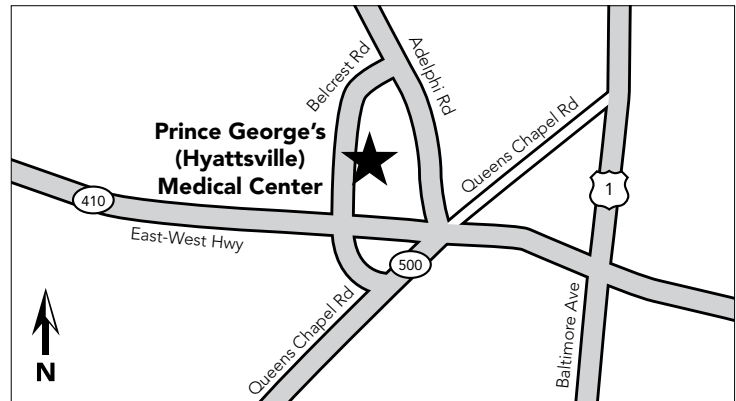 Belcrest Rd
Adelphi Rd
Queens Chapel Rd
Prince George’s
(Hyattsville)
Medical Center
410
East-West Hwy
1
500
Queens Chapel Rd
Baltimore Ave
N